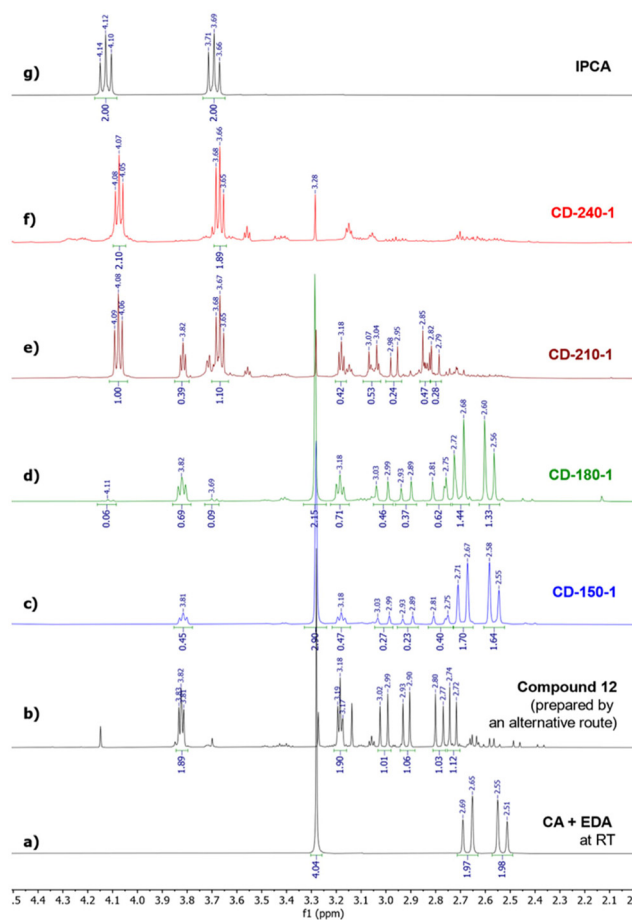 4.14 4.12 4.10 3.71 3.69 3.66
g) IPCA
2.00 2.00
4.08 4.07 4.05 3.68 3.66 3.65 3.28
f) CD-240-1
2.10 1.89
4.09 4.08 4.06 3.82 3.68 3.67 3.65 3.18 3.07 3.04 2.98 2.95 2.85 2.82 2.79
e) CD-210-1
1.00 0.39 1.10 0.42 0.53 0.24 0.47 0.28
4.11 3.82 3.69 3.18 3.03 2.99 2.93 2.89 2.81 2.75 2.72 2.68 2.60 2.56
d) CD-180-1
0.06 0.69 0.09 2.15 0.71 0.46 0.37 0.62 1.44 1.33
3.81 3.18 3.03 2.99 2.93 2.89 2.81 2.75 2.71 2.67 2.58 2.55
c) CD-150-1
0.45 2.90 0.47 0.27 0.23 0.40 1.70 1.64
3.83 3.82 3.81 3.19 3.18 3.17 3.02 2.99 2.93 2.90 2.80 2.77 2.74 2.72
b) Compound 12
(prepared by
an alternative route)
1.89 1.90 1.01 1.06 1.03 1.12
2.69 2.65 2.55 2.51
a) CA + EDA
at RT
4.04 1.97 1.98
4.4 4.3 4.2 4.1 4.0 3.9 3.8 3.7 3.6 3.5 3.4 3.3 3.2 3.1 3.0 2.9 2.8 2.7 2.6 2.5 2.4 2.3 2.2 2.1
f1 (ppm)